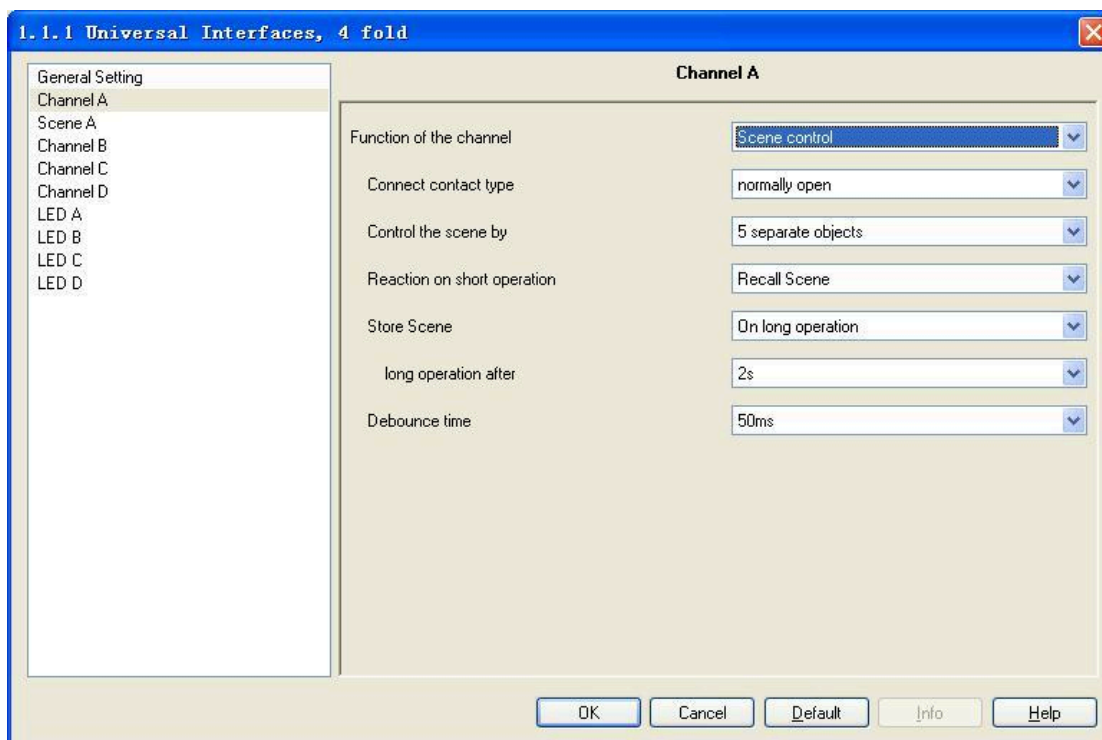 1.1.1 Universal Interfaces, 4 fold
General Setting
Channel A
Scene A
Channel B
Channel C
Channel D
LED A
LED B
LED C
LED D
Channel A
Function of the channel Scene control
Connect contact type normally open
Control the scene by 5 separate objects
Reaction on short operation Recall Scene
Store Scene On long operation
long operation after 2s
Debounce time 50ms
OK Cancel Default Info Help